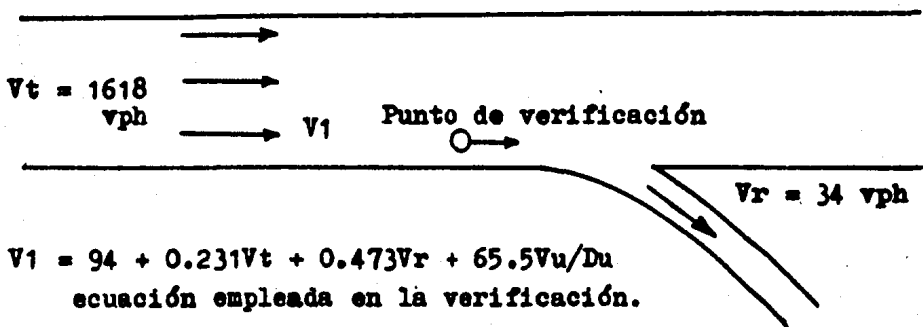 Vt = 1618
vph
V1
Punto de verificación
Vr = 34 vph
V1 = 94 + 0.231Vt + 0.473Vr + 65.5Vu/Du
ecuación empleada en la verificación.